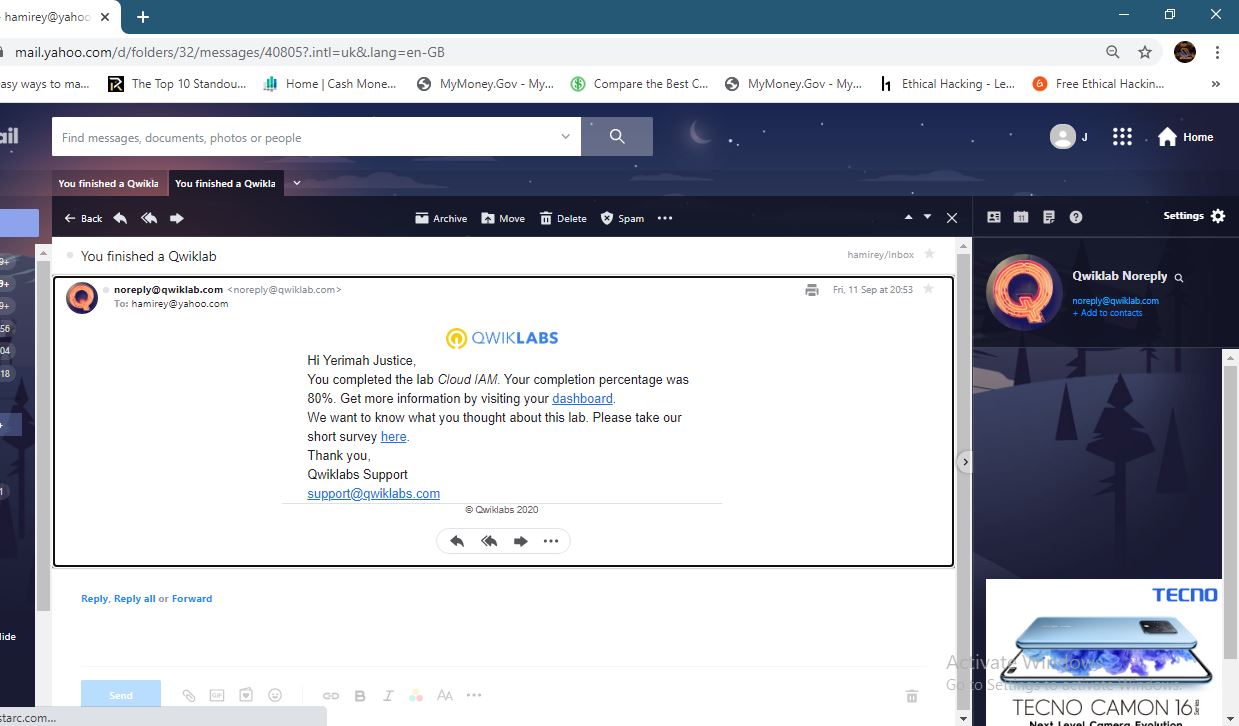 hamirey@yahoo
mail.yahoo.com/d/folders/32/messages/40805?.intl=uk&.lang=en-GB
asy ways to ma...
The Top 10 Standou...
Home | Cash Mone...
MyMoney.Gov - My...
Compare the Best C...
MyMoney.Gov - My...
Ethical Hacking - Le...
Free Ethical Hackin...
»
ail
Find messages, documents, photos or people
J
Home
You finished a Qwikla
You finished a Qwikla
Back
Archive
Move
Delete
Spam
11
Settings
You finished a Qwiklab
hamirey/Inbox
noreply@qwiklab.com <noreply@qwiklab.com>
To: hamirey@yahoo.com
Fri, 11 Sep at 20:53
Qwiklab Noreply
noreply@qwiklab.com
+ Add to contacts
9+
9+
9+
56
04
18
+
1
QWIKLABS
Hi Yerimah Justice,
You completed the lab Cloud IAM. Your completion percentage was
80%. Get more information by visiting your dashboard.
We want to know what you thought about this lab. Please take our
short survey here.
Thank you,
Qwiklabs Support
support@qwiklabs.com
© Qwiklabs 2020
Reply, Reply all or Forward
lide
Send
GIF
B
I
AA
starc.com...
TECNO
Activate Windows
Go to Settings to activate Windows.
TECNO CAMON 16 Series
Next Level Camera Evolution